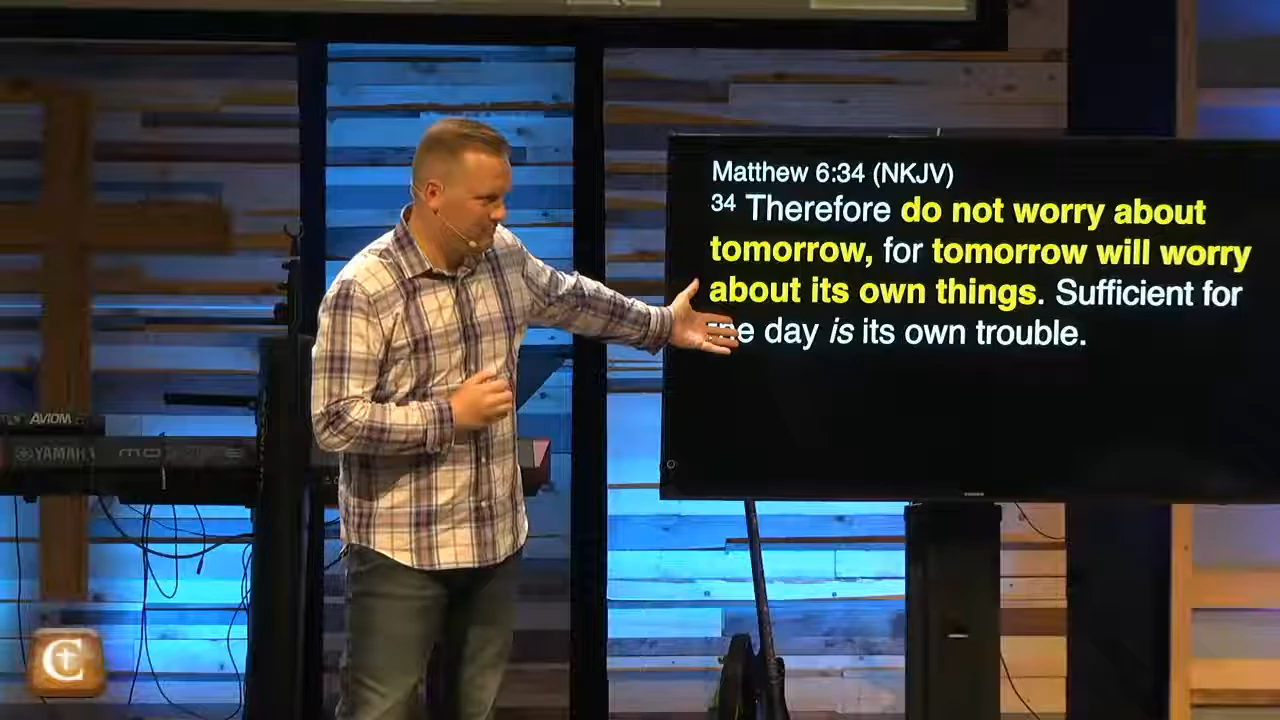 Matthew 6:34 (NKJV)
34 Therefore do not worry about
tomorrow, for tomorrow will worry
about its own things. Sufficient for
day is its own trouble.
AVIOM
YAMAH
C